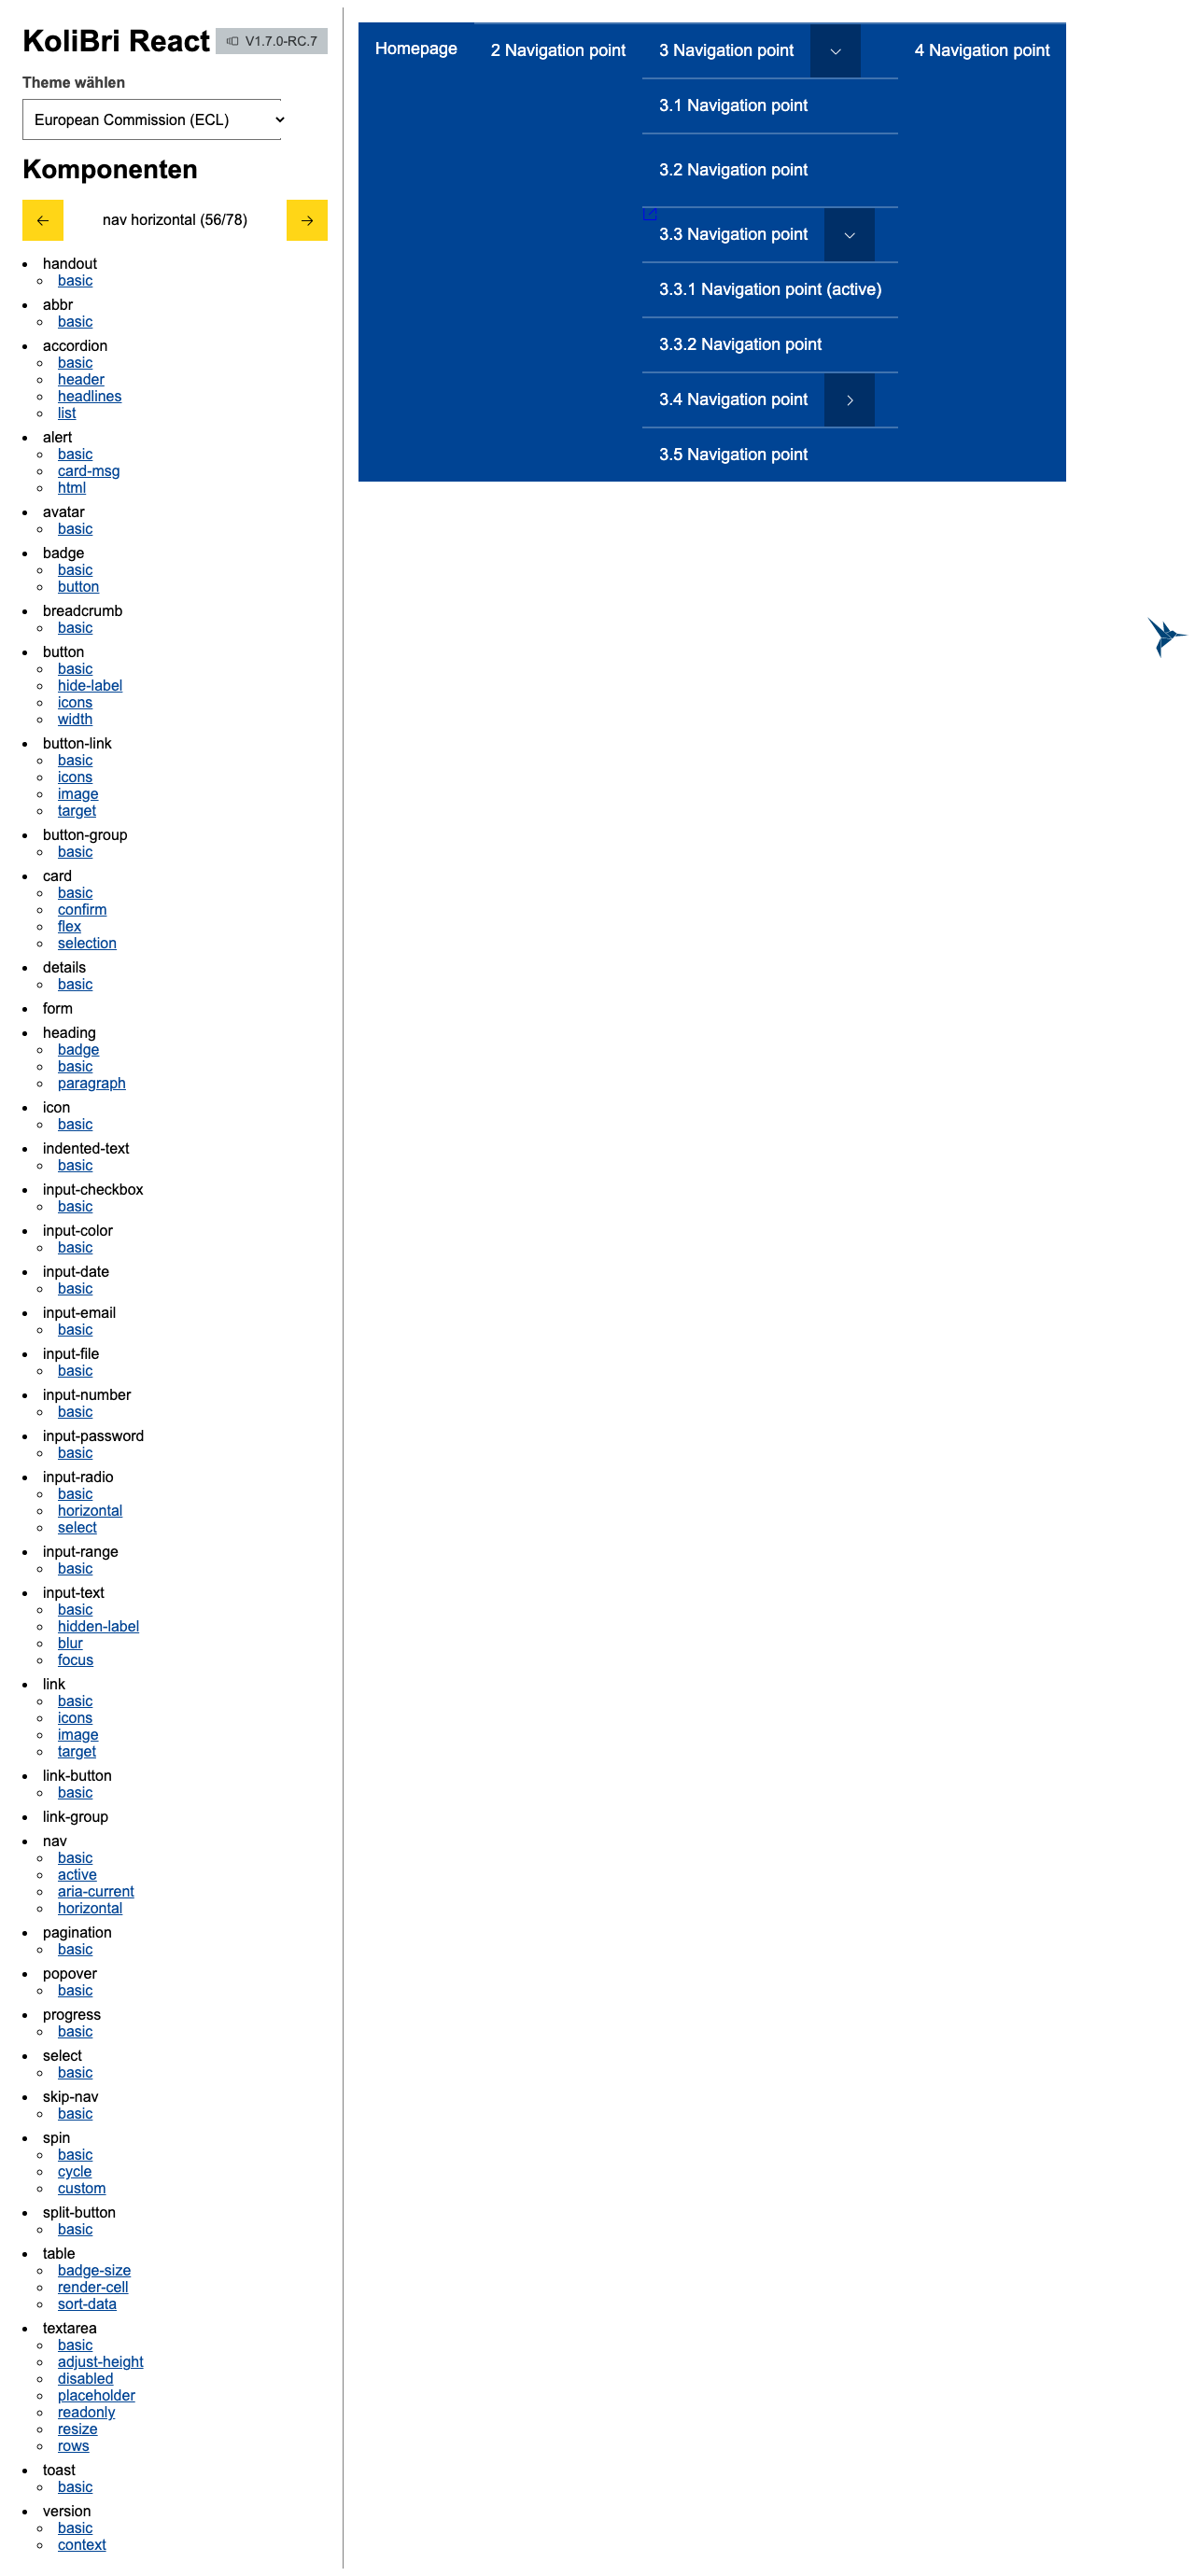 KoliBri React
V1.7.0-RC.7
Theme wählen
European Commission (ECL)
Komponenten
nav horizontal (56/78)
handout
basic
abbr
basic
accordion
basic
header
headlines
list
alert
basic
card-msg
html
avatar
basic
badge
basic
button
breadcrumb
basic
button
basic
hide-label
icons
width
button-link
basic
icons
image
target
button-group
basic
card
basic
confirm
flex
selection
details
basic
form
heading
badge
basic
paragraph
icon
basic
indented-text
basic
input-checkbox
basic
input-color
basic
input-date
basic
input-email
basic
input-file
basic
input-number
basic
input-password
basic
input-radio
basic
horizontal
select
input-range
basic
input-text
basic
hidden-label
blur
focus
link
basic
icons
image
target
link-button
basic
link-group
nav
basic
active
aria-current
horizontal
pagination
basic
popover
basic
progress
basic
select
basic
skip-nav
basic
spin
basic
cycle
custom
split-button
basic
table
badge-size
render-cell
sort-data
textarea
basic
adjust-height
disabled
placeholder
readonly
resize
rows
toast
basic
version
basic
context
Homepage
2 Navigation point
3 Navigation point
3.1 Navigation point
3.2 Navigation point
3.3 Navigation point
3.3.1 Navigation point (active)
3.3.2 Navigation point
3.4 Navigation point
3.5 Navigation point
4 Navigation point